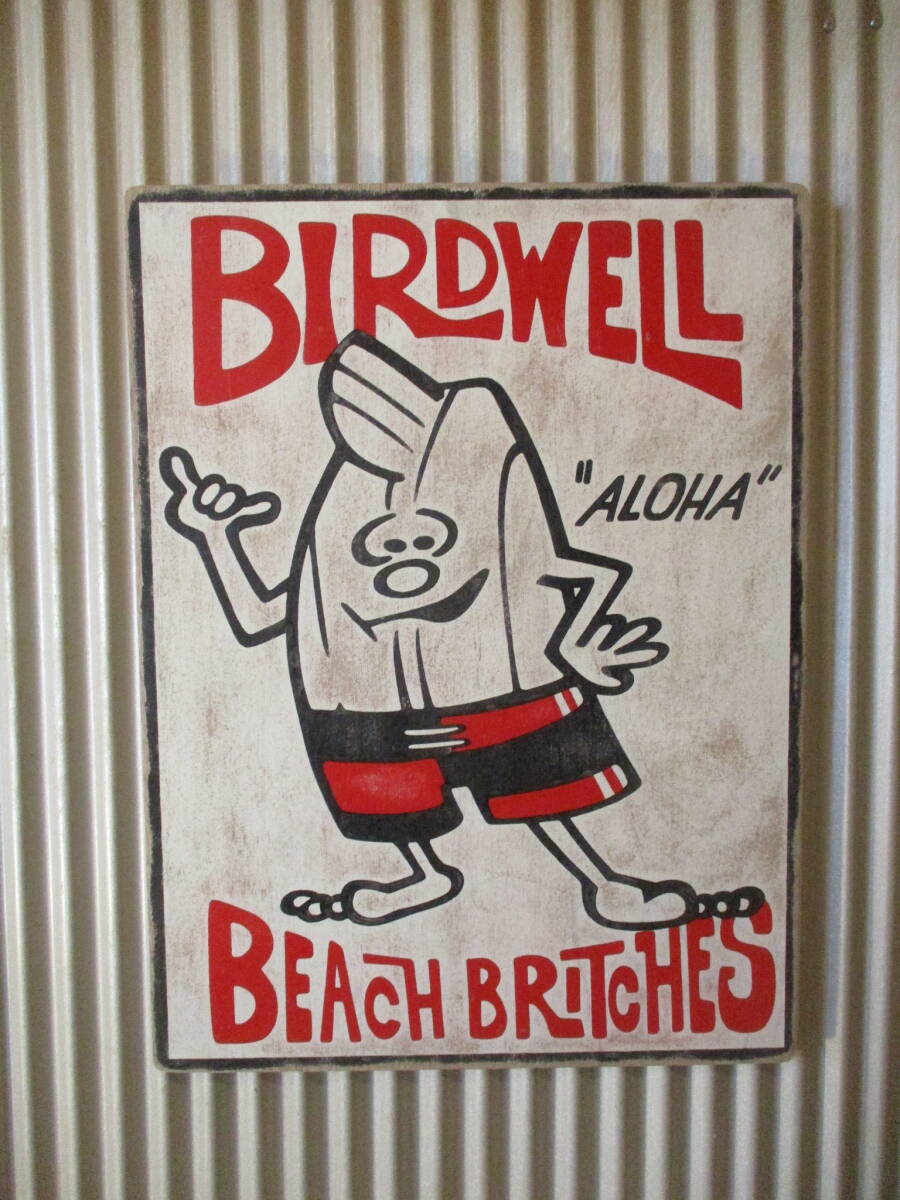 BIRDWELL
"ALOHA"
BEACH BRITCHES